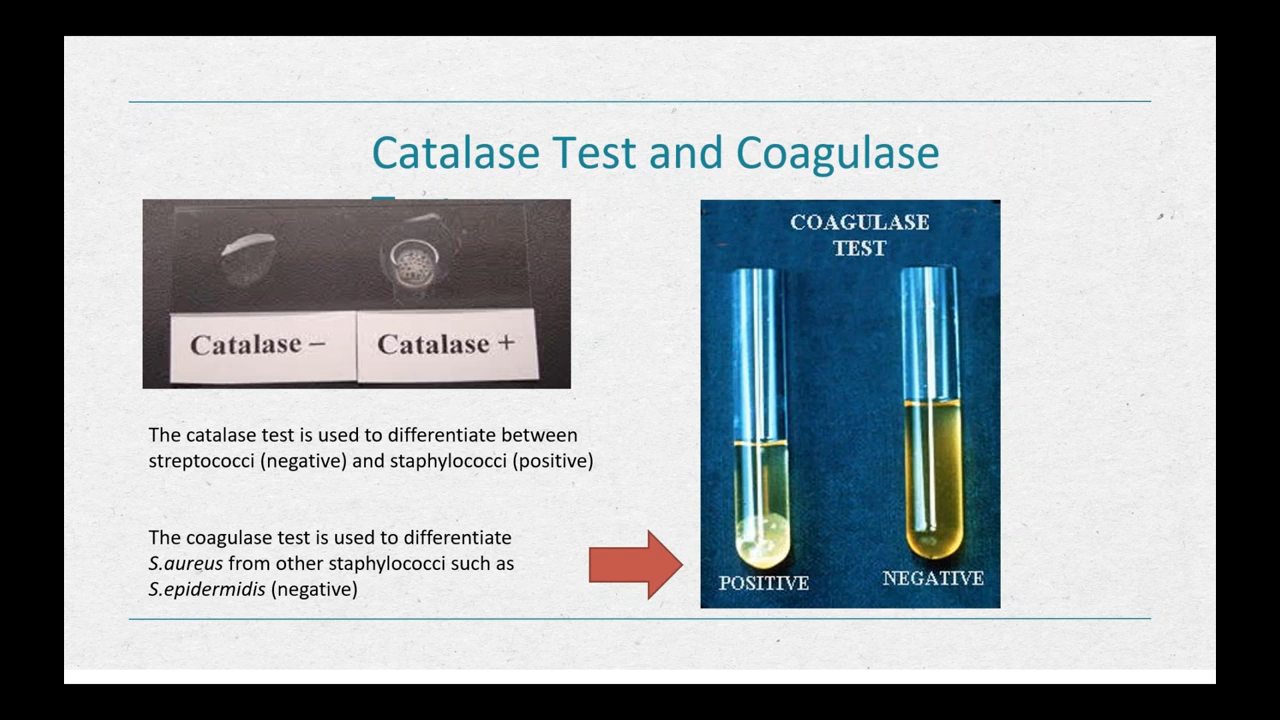 Catalase Test and Coagulase
Catalase –
Catalase +
The catalase test is used to differentiate between
streptococci (negative) and staphylococci (positive)
The coagulase test is used to differentiate
S.aureus from other staphylococci such as
S.epidermidis (negative)
COAGULASE
TEST
POSITIVE
NEGATIVE